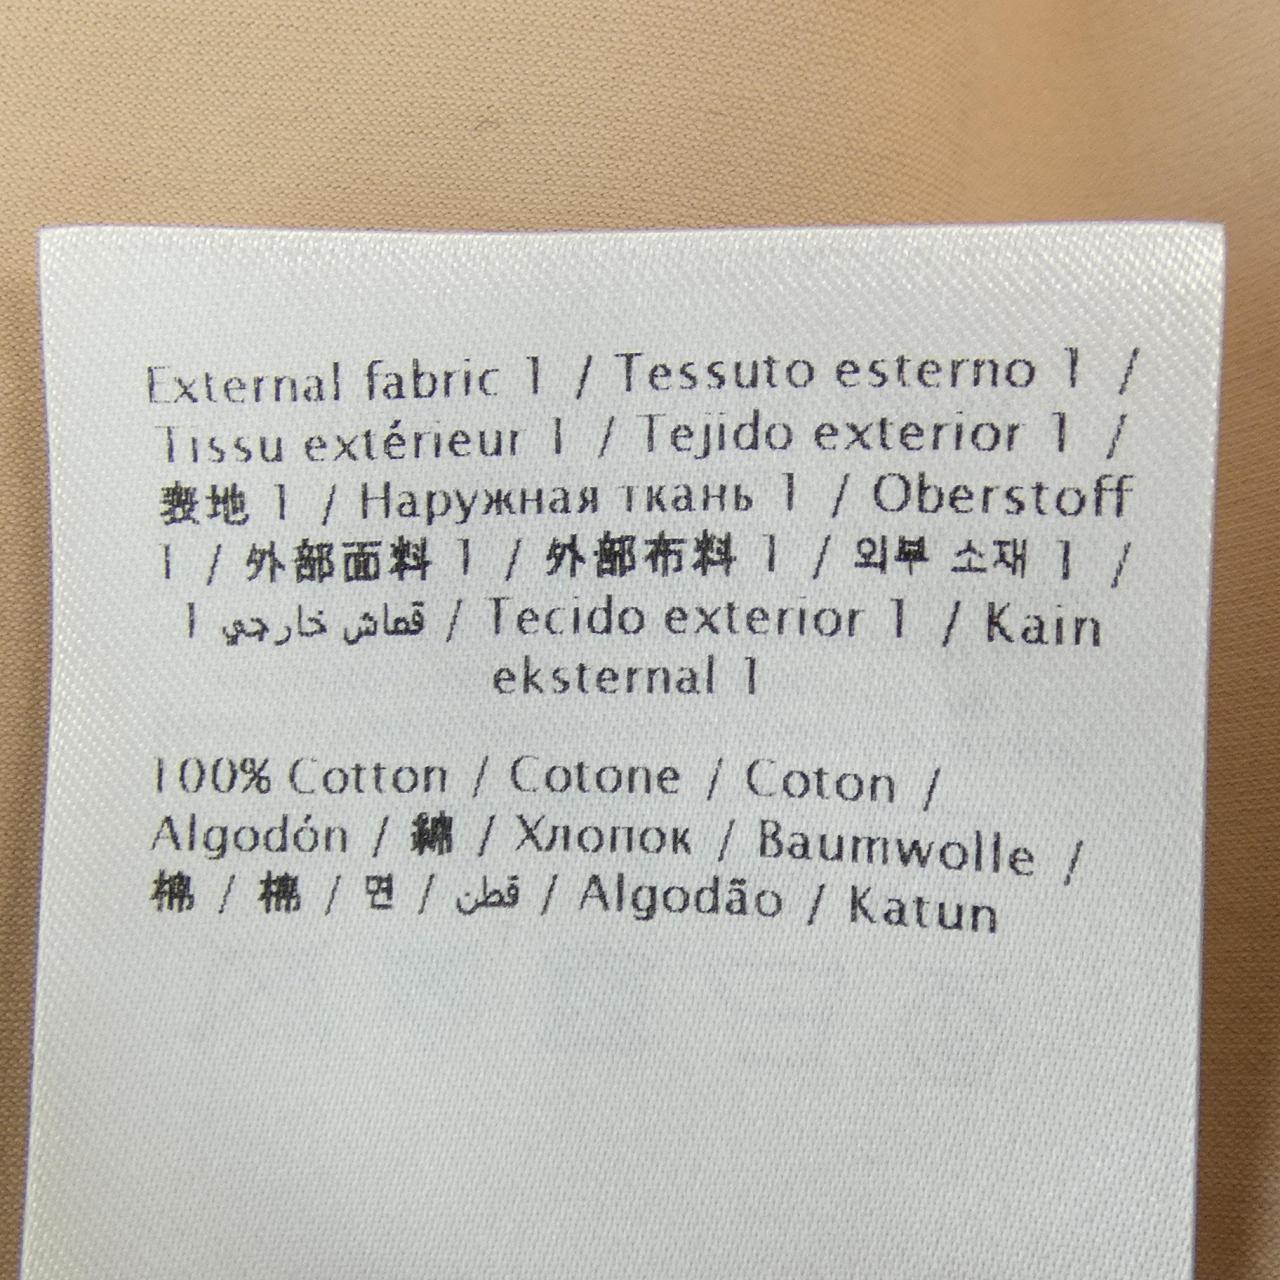 External fabric 1 / Tessuto esterno 1 /
Tissu extérieur 1 / Tejido exterior 1 /
表地 1 / Наружная ткань 1 / Oberstoff
1 / 外部面料 1 / 外部布料 1 / 외부 소재 1 /
قماش خارجي 1 / Tecido exterior 1 / Kain
eksternal 1
100% Cotton / Cotone / Coton /
Algodón / 綿 / Хлопок / Baumwolle /
棉 / 棉 / 면 / قطن / Algodão / Katun